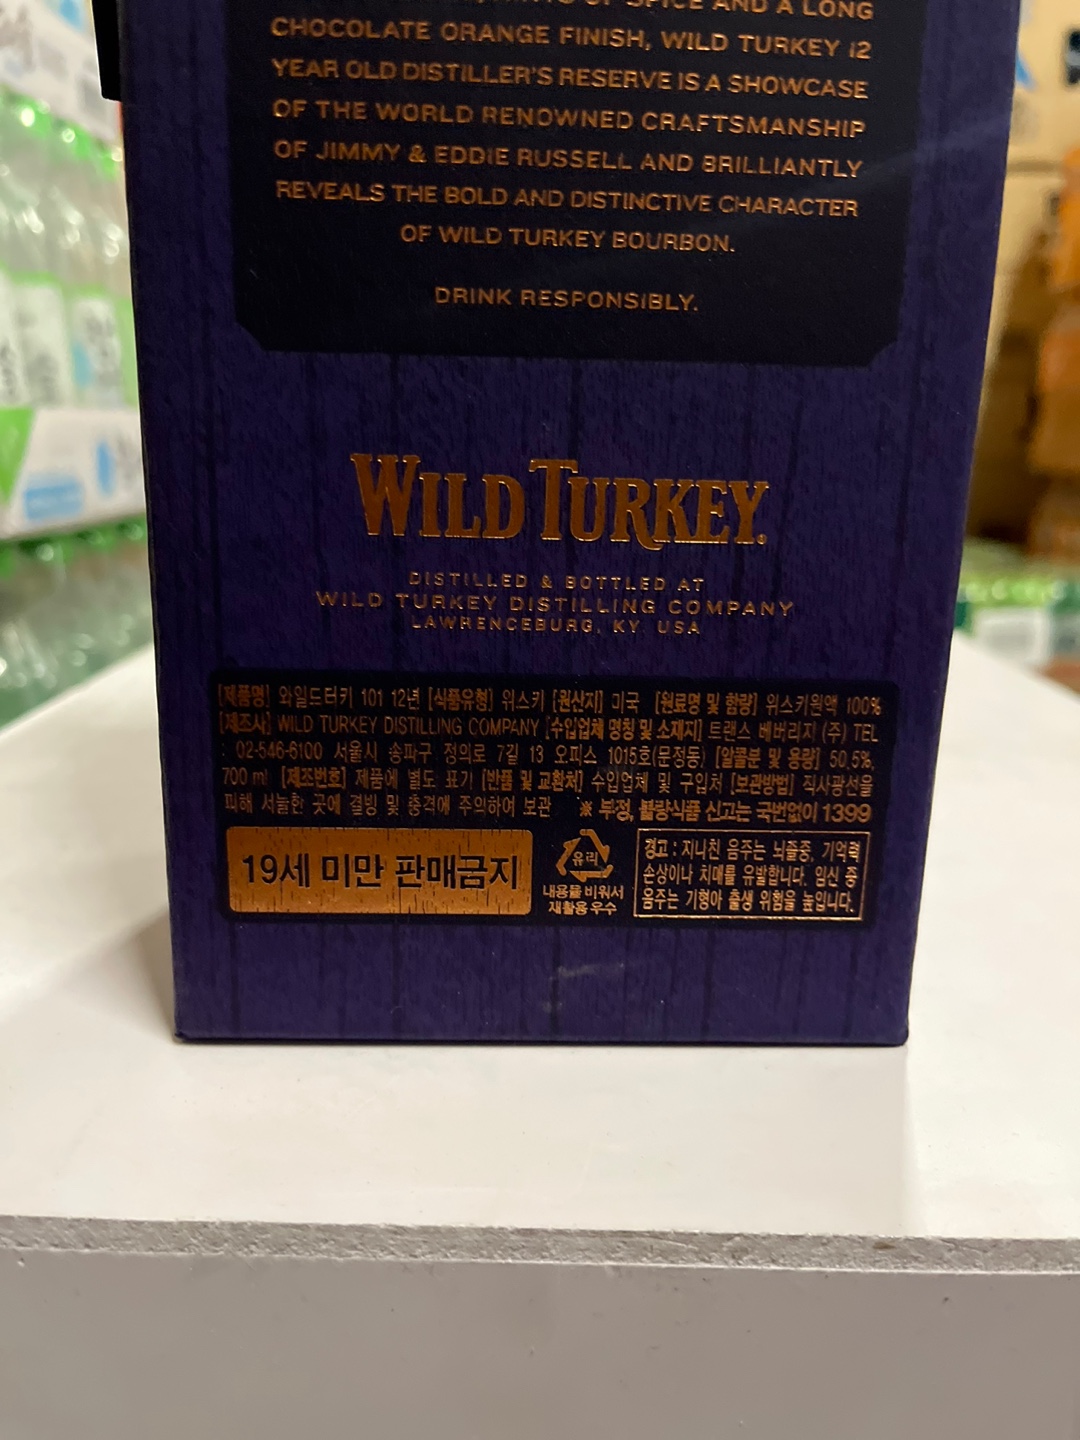 OF SPICE AND A LONG
CHOCOLATE ORANGE FINISH, WILD TURKEY 12
YEAR OLD DISTILLER'S RESERVE IS A SHOWCASE
OF THE WORLD RENOWNED CRAFTSMANSHIP
OF JIMMY & EDDIE RUSSELL AND BRILLIANTLY
REVEALS THE BOLD AND DISTINCTIVE CHARACTER
OF WILD TURKEY BOURBON.
DRINK RESPONSIBLY.
WILD TURKEY.
DISTILLED & BOTTLED AT
WILD TURKEY DISTILLING COMPANY
LAWRENCEBURG, KY. USA
[제품명] 와일드터키 101 12년 [식품유형] 위스키 [원산지] 미국 [원료명 및 함량] 위스키원액 100%
[제조사] WILD TURKEY DISTILLING COMPANY [수입업체 명칭 및 소재지] 트랜스 베버리지 (주) TEL
: 02-546-6100 서울시 송파구 정의로 7길 13 오피스 1015호(문정동) [알콜분 및 용량] 50.5%,
700 ml [제조번호] 제품에 별도 표기 [반품 및 교환처] 수입업체 및 구입처 [보관방법] 직사광선을
피해 서늘한 곳에 결빙 및 충격에 주의하여 보관 ※ 부정, 불량식품 신고는 국번없이 1399
19세 미만 판매금지
유리
내용물 비워서
재활용 우수
경고 : 지나친 음주는 뇌졸중, 기억력
손상이나 치매를 유발합니다. 임신 중
음주는 기형아 출생 위험을 높입니다.